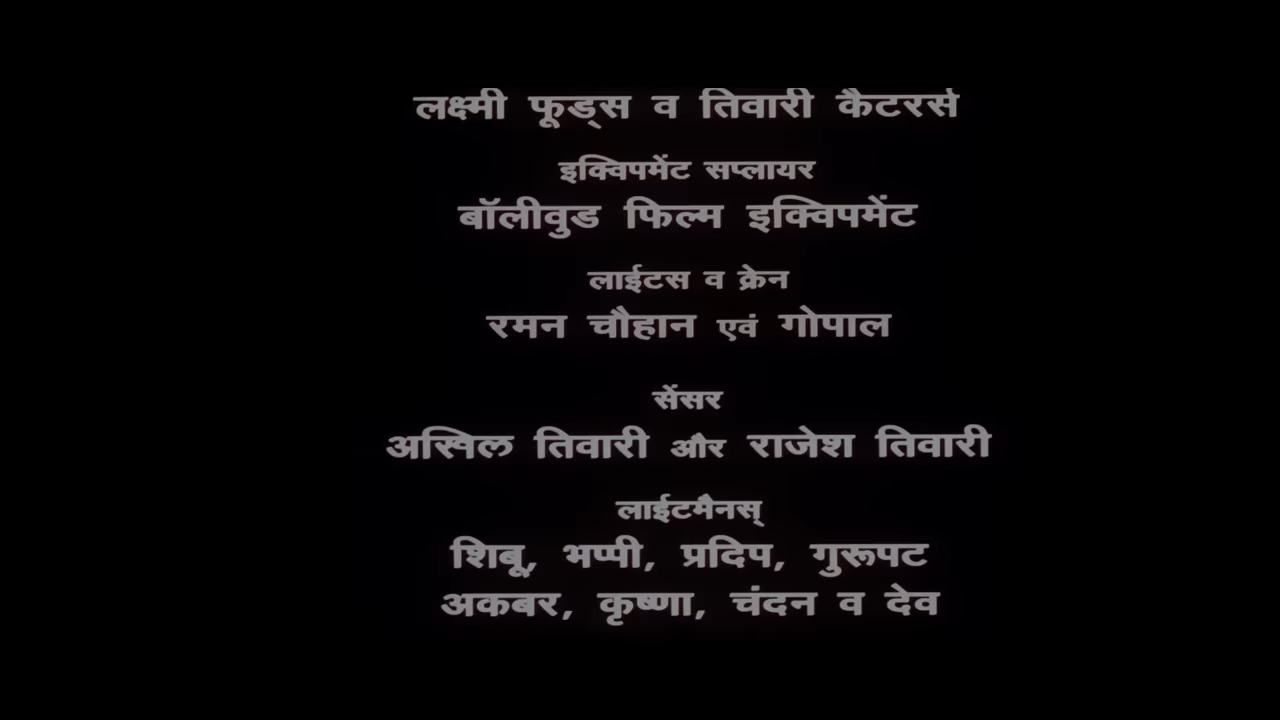 लक्ष्मी फूड्स व तिवारी कैटरर्स
इक्विपमेंट सप्लायर
बॉलीवुड फिल्म इक्विपमेंट
लाईटस व क्रेन
रमन चौहान एवं गोपाल
सेंसर
अखिल तिवारी और राजेश तिवारी
लाईटमैनस्
शिबू, भप्पी, प्रदिप, गुरूपट
अकबर, कृष्णा, चंदन व देव